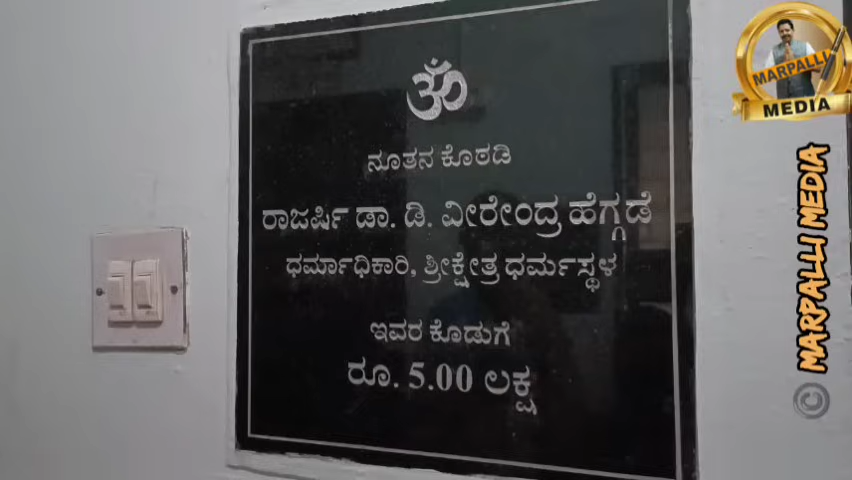 ॐ
ನೂತನ ಕೊಠಡಿ
ರಾಜರ್ಷಿ ಡಾ. ಡಿ. ವೀರೇಂದ್ರ ಹೆಗ್ಗಡೆ
ಧರ್ಮಾಧಿಕಾರಿ, ಶ್ರೀಕ್ಷೇತ್ರ ಧರ್ಮಸ್ಥಳ
ಇವರ ಕೊಡುಗೆ
ರೂ. 5.00 ಲಕ್ಷ
MARPALLI
MEDIA
© MARPALLI MEDIA